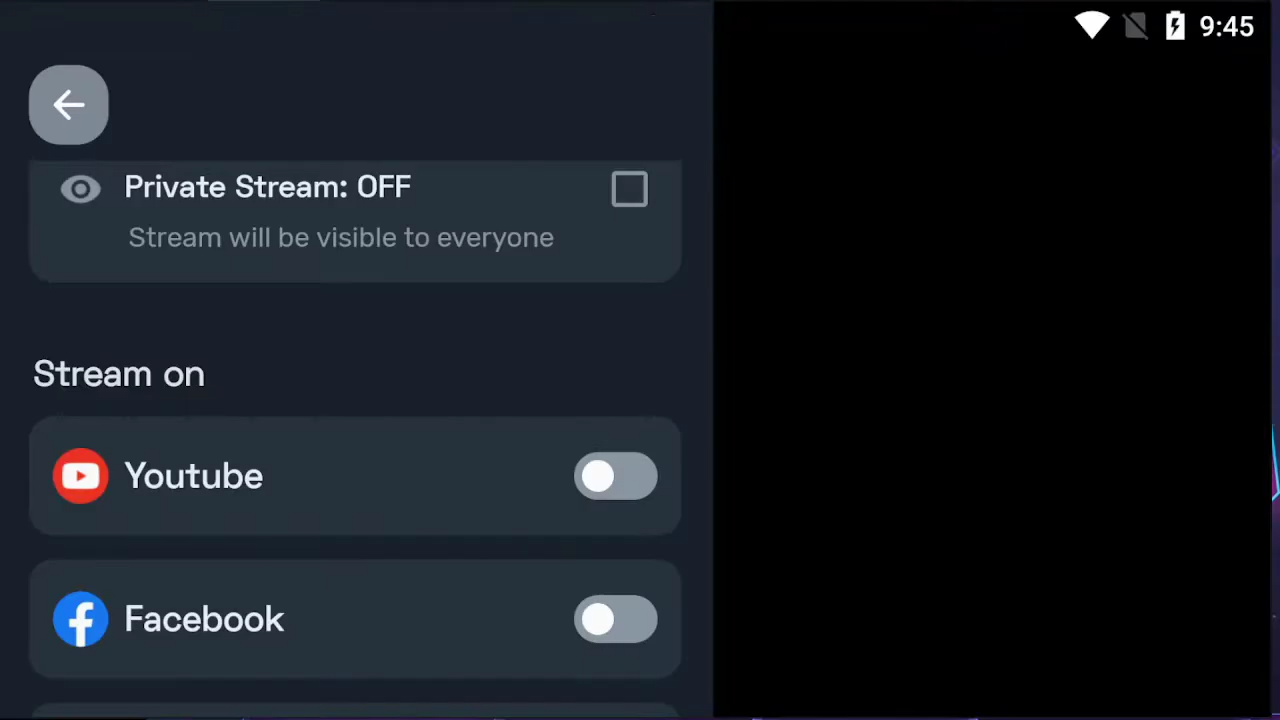 9:45
Private Stream: OFF
Stream will be visible to everyone
Stream on
Youtube
Facebook